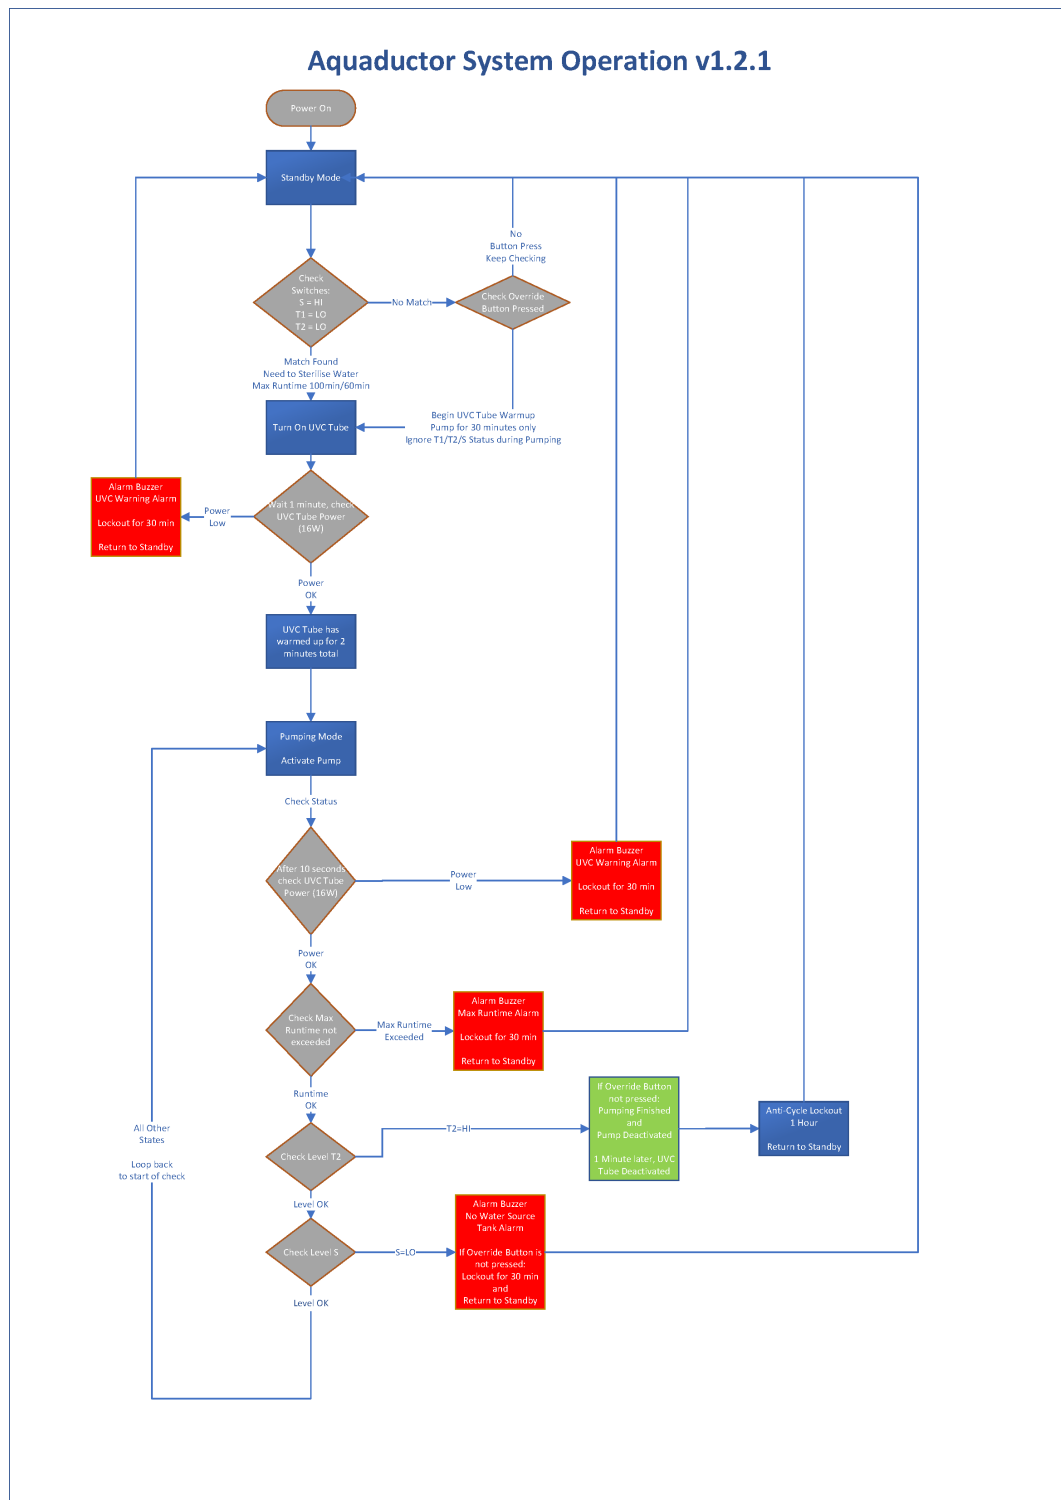 Aquaductor System Operation v1.2.1
Power On
Standby Mode
No
Button Press
Keep Checking
Check
Switches:
S = HI
T1 = LO
T2 = LO
No Match
Check Override
Button Pressed
Match Found
Need to Sterilise Water
Max Runtime 100min/60min
Turn On UVC Tube
Begin UVC Tube Warmup
Pump for 30 minutes only
Ignore T1/T2/S Status during Pumping
Alarm Buzzer
UVC Warning Alarm
Lockout for 30 min
Return to Standby
Power
Low
Wait 1 minute, check
UVC Tube Power
(16W)
Power
OK
UVC Tube has
warmed up for 2
minutes total
Pumping Mode
Activate Pump
Check Status
After 10 seconds
check UVC Tube
Power (16W)
Power
Low
Alarm Buzzer
UVC Warning Alarm
Lockout for 30 min
Return to Standby
Power
OK
Check Max
Runtime not
exceeded
Max Runtime
Exceeded
Alarm Buzzer
Max Runtime Alarm
Lockout for 30 min
Return to Standby
Runtime
OK
All Other
States
Loop back
to start of check
Check Level T2
T2=HI
If Override Button
not pressed:
Pumping Finished
and
Pump Deactivated
1 Minute later, UVC
Tube Deactivated
Anti-Cycle Lockout
1 Hour
Return to Standby
Level OK
Check Level S
S=LO
Alarm Buzzer
No Water Source
Tank Alarm
If Override Button is
not pressed:
Lockout for 30 min
and
Return to Standby
Level OK